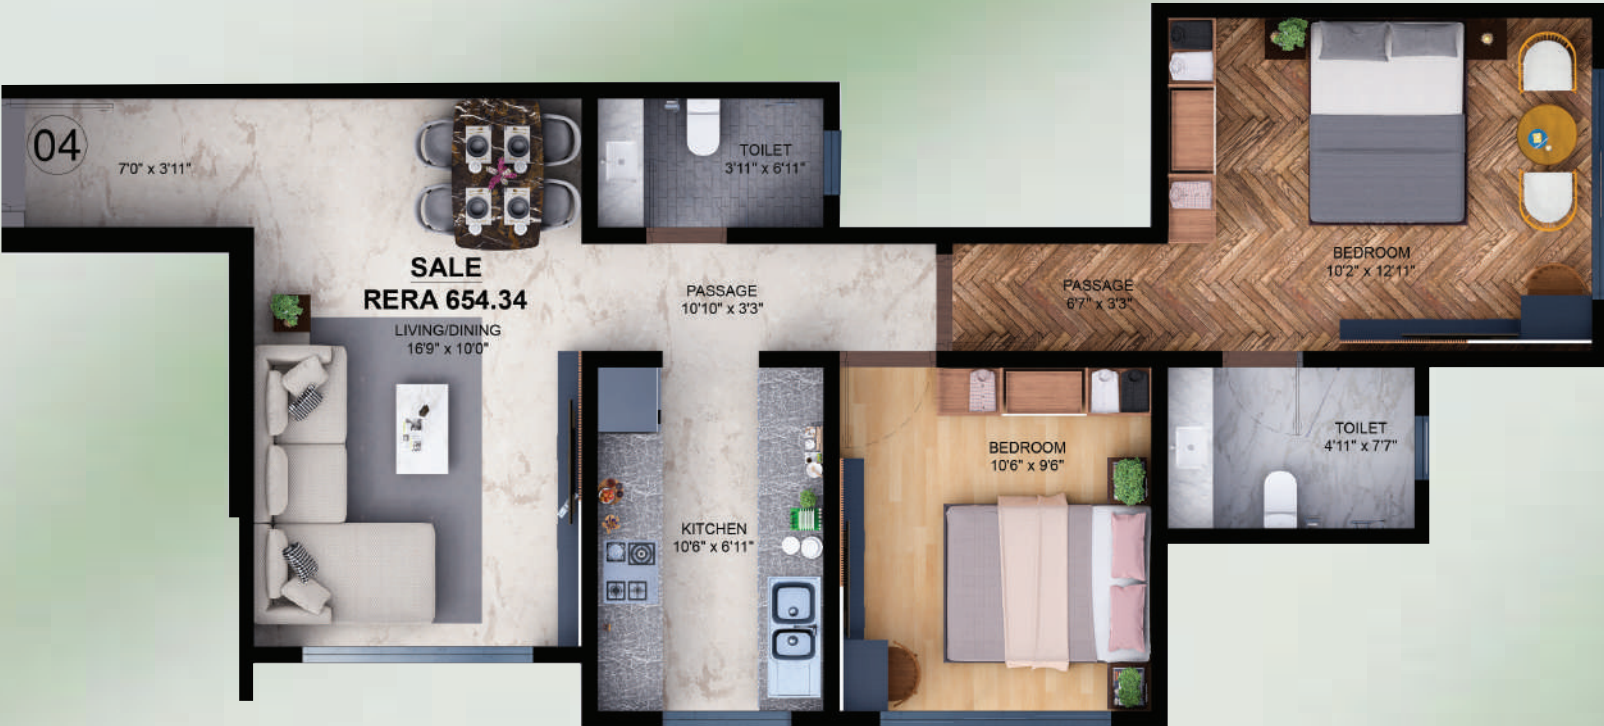 04
7'0" x 3'11"
SALE
RERA 654.34
LIVING/DINING
16'9" x 10'0"
TOILET
3'11" x 6'11"
PASSAGE
10'10" x 3'3"
PASSAGE
6'7" x 3'3"
BEDROOM
10'2" x 12'11"
KITCHEN
10'6" x 6'11"
BEDROOM
10'6" x 9'6"
TOILET
4'11" x 7'7"